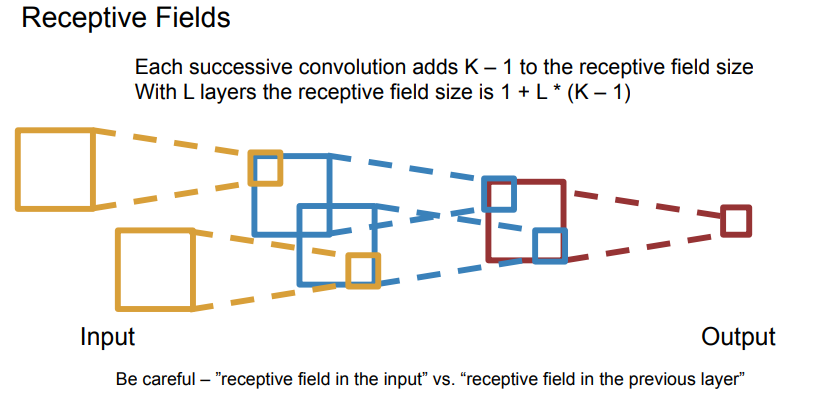 Receptive Fields
Each successive convolution adds K – 1 to the receptive field size
With L layers the receptive field size is 1 + L * (K – 1)
Input
Output
Be careful – ”receptive field in the input” vs. “receptive field in the previous layer”